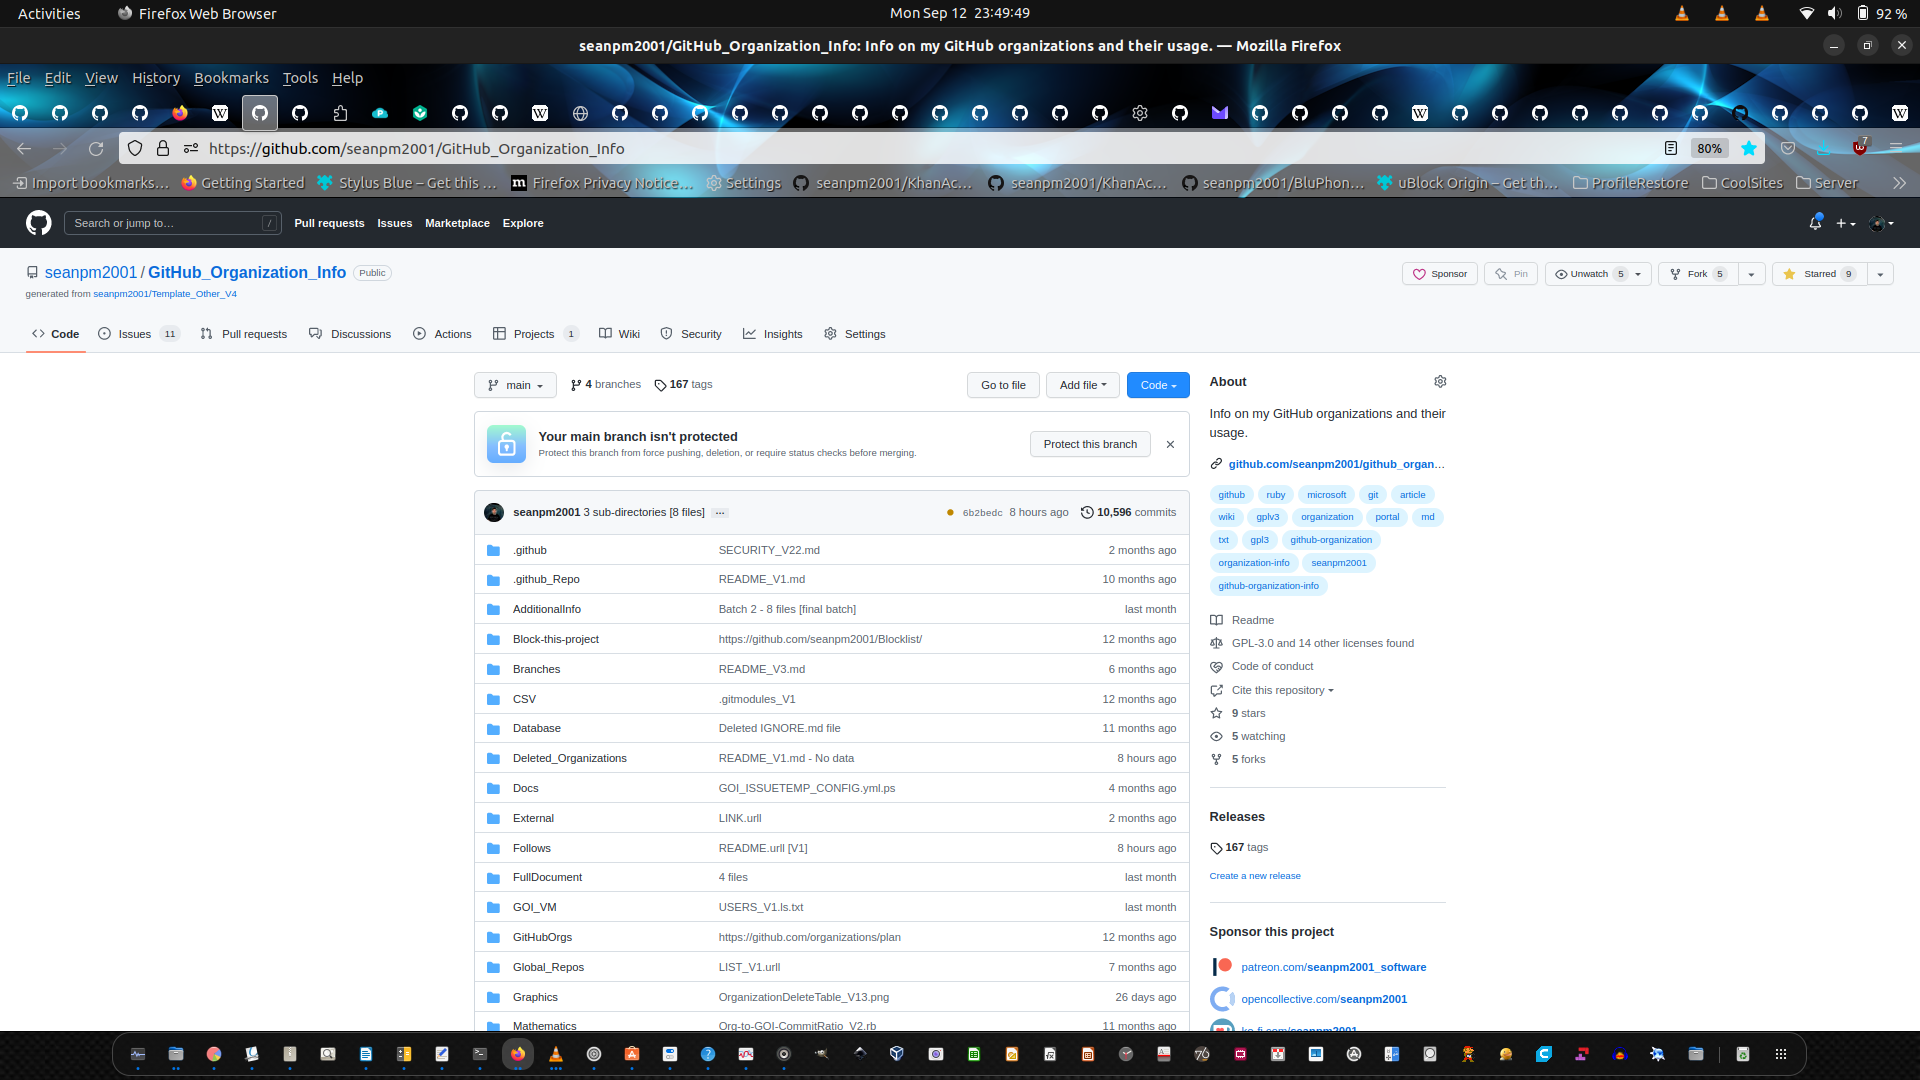 Activities Firefox Web Browser Mon Sep 12 23:49:49 92 %
seanpm2001/GitHub_Organization_Info: Info on my GitHub organizations and their usage. — Mozilla Firefox
File Edit View History Bookmarks Tools Help
https://github.com/seanpm2001/GitHub_Organization_Info 80% 7
Import bookmarks… Getting Started Stylus Blue – Get this … Firefox Privacy Notice… Settings seanpm2001/KhanAc… seanpm2001/KhanAc… seanpm2001/BluPhon… uBlock Origin – Get th… ProfileRestore CoolSites Server
Search or jump to… / Pull requests Issues Marketplace Explore
seanpm2001 / GitHub_Organization_Info Public Sponsor Pin Unwatch 5 Fork 5 Starred 9
generated from seanpm2001/Template_Other_V4
Code Issues 11 Pull requests Discussions Actions Projects 1 Wiki Security Insights Settings
main 4 branches 167 tags Go to file Add file Code
Your main branch isn't protected
Protect this branch from force pushing, deletion, or require status checks before merging.
Protect this branch
seanpm2001 3 sub-directories [8 files] … 6b2bedc 8 hours ago 10,596 commits
.github SECURITY_V22.md 2 months ago
.github_Repo README_V1.md 10 months ago
AdditionalInfo Batch 2 - 8 files [final batch] last month
Block-this-project https://github.com/seanpm2001/Blocklist/ 12 months ago
Branches README_V3.md 6 months ago
CSV .gitmodules_V1 12 months ago
Database Deleted IGNORE.md file 11 months ago
Deleted_Organizations README_V1.md - No data 8 hours ago
Docs GOI_ISSUETEMP_CONFIG.yml.ps 4 months ago
External LINK.urll 2 months ago
Follows README.urll [V1] 8 hours ago
FullDocument 4 files last month
GOI_VM USERS_V1.ls.txt last month
GitHubOrgs https://github.com/organizations/plan 12 months ago
Global_Repos LIST_V1.urll 7 months ago
Graphics OrganizationDeleteTable_V13.png 26 days ago
Mathematics Org-to-GOI-CommitRatio_V2.rb 11 months ago
About
Info on my GitHub organizations and their
usage.
github.com/seanpm2001/github_organ…
github ruby microsoft git article
wiki gplv3 organization portal md
txt gpl3 github-organization
organization-info seanpm2001
github-organization-info
Readme
GPL-3.0 and 14 other licenses found
Code of conduct
Cite this repository
9 stars
5 watching
5 forks
Releases
167 tags
Create a new release
Sponsor this project
patreon.com/seanpm2001_software
opencollective.com/seanpm2001
ko-fi.com/seanpm2001